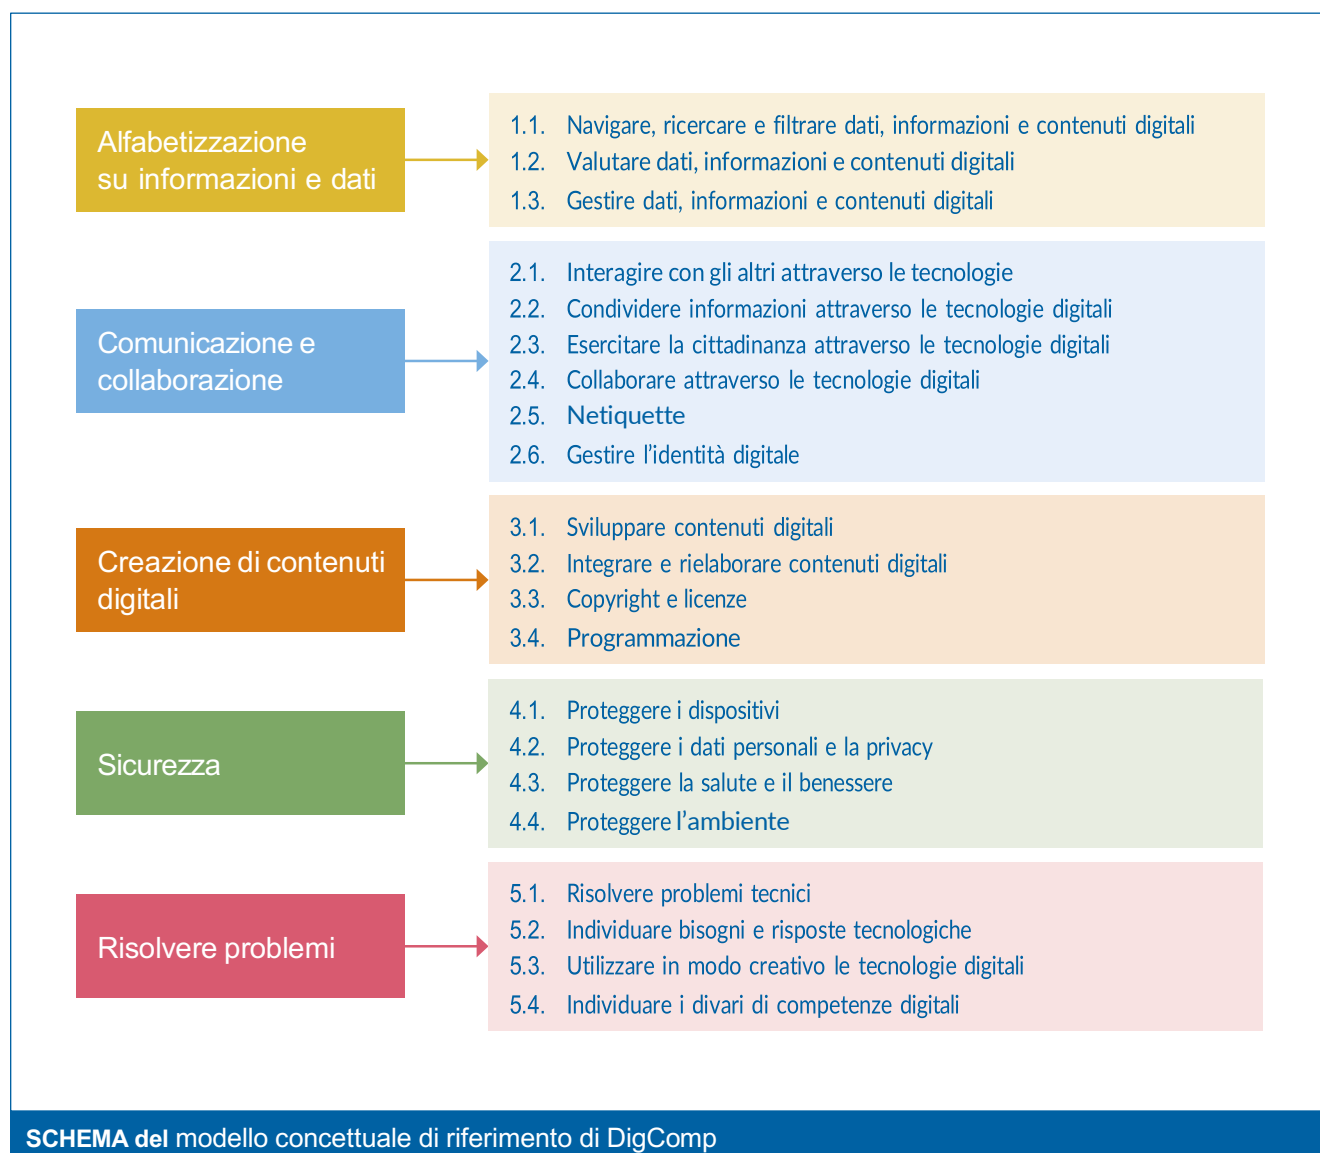 Alfabetizzazione
su informazioni e dati
1.1. Navigare, ricercare e filtrare dati, informazioni e contenuti digitali
1.2. Valutare dati, informazioni e contenuti digitali
1.3. Gestire dati, informazioni e contenuti digitali
Comunicazione e
collaborazione
2.1. Interagire con gli altri attraverso le tecnologie
2.2. Condividere informazioni attraverso le tecnologie digitali
2.3. Esercitare la cittadinanza attraverso le tecnologie digitali
2.4. Collaborare attraverso le tecnologie digitali
2.5. Netiquette
2.6. Gestire l’identità digitale
Creazione di contenuti
digitali
3.1. Sviluppare contenuti digitali
3.2. Integrare e rielaborare contenuti digitali
3.3. Copyright e licenze
3.4. Programmazione
Sicurezza
4.1. Proteggere i dispositivi
4.2. Proteggere i dati personali e la privacy
4.3. Proteggere la salute e il benessere
4.4. Proteggere l’ambiente
Risolvere problemi
5.1. Risolvere problemi tecnici
5.2. Individuare bisogni e risposte tecnologiche
5.3. Utilizzare in modo creativo le tecnologie digitali
5.4. Individuare i divari di competenze digitali
SCHEMA del modello concettuale di riferimento di DigComp